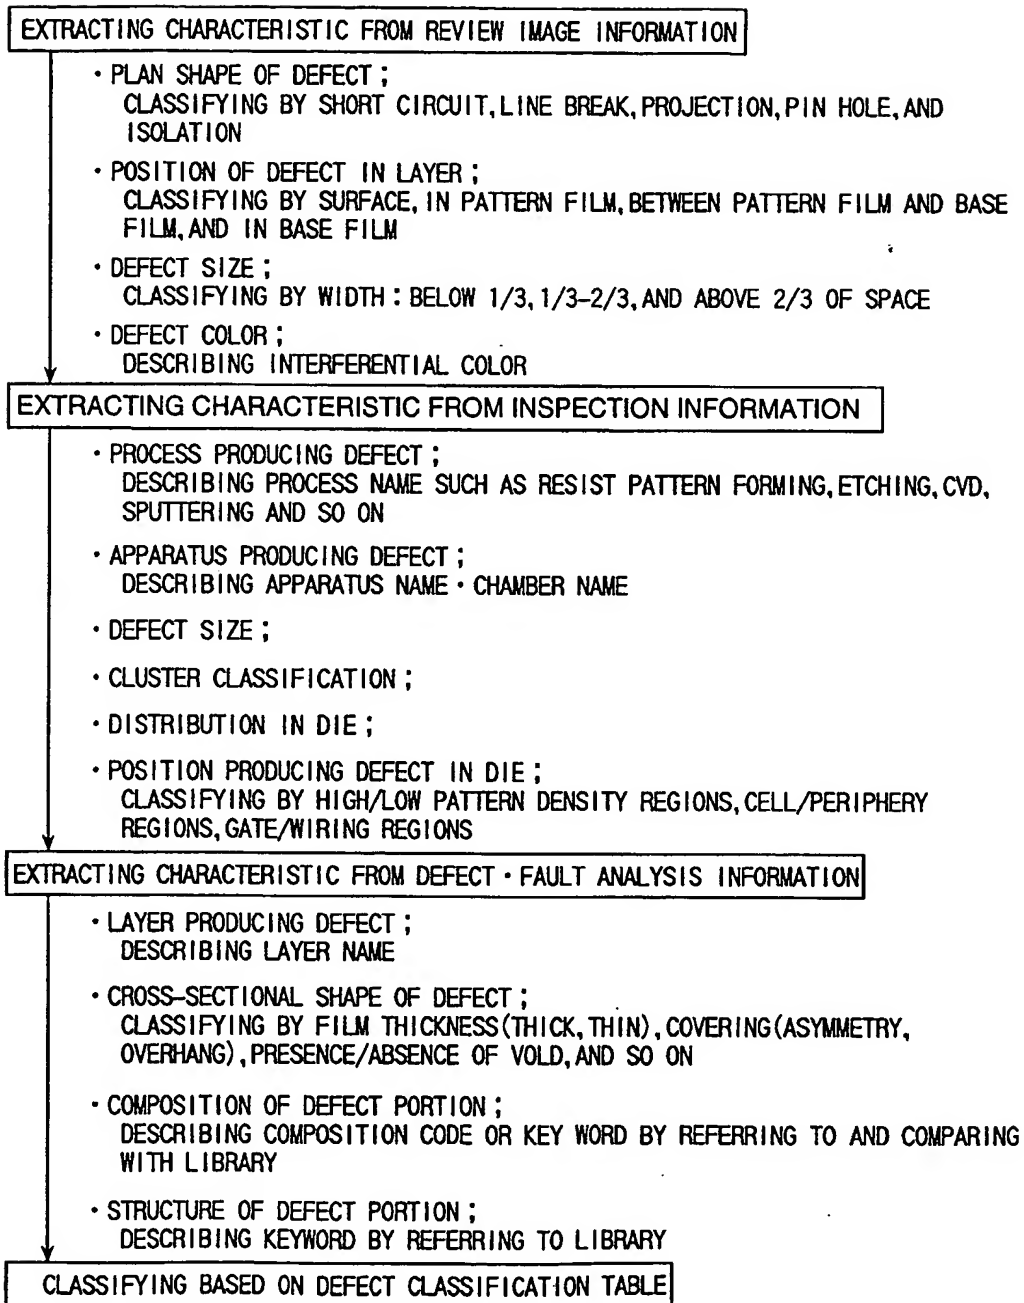 EXTRACTING CHARACTERISTIC FROM REVIEW IMAGE INFORMATION
・PLAN SHAPE OF DEFECT;
CLASSIFYING BY SHORT CIRCUIT, LINE BREAK, PROJECTION, PIN HOLE, AND
ISOLATION
・POSITION OF DEFECT IN LAYER;
CLASSIFYING BY SURFACE, IN PATTERN FILM, BETWEEN PATTERN FILM AND BASE
FILM, AND IN BASE FILM
・DEFECT SIZE;
CLASSIFYING BY WIDTH: BELOW 1/3, 1/3-2/3, AND ABOVE 2/3 OF SPACE
・DEFECT COLOR;
DESCRIBING INTERFERENTIAL COLOR
EXTRACTING CHARACTERISTIC FROM INSPECTION INFORMATION
・PROCESS PRODUCING DEFECT;
DESCRIBING PROCESS NAME SUCH AS RESIST PATTERN FORMING, ETCHING, CVD,
SPUTTERING AND SO ON
・APPARATUS PRODUCING DEFECT;
DESCRIBING APPARATUS NAME・CHAMBER NAME
・DEFECT SIZE;
・CLUSTER CLASSIFICATION;
・DISTRIBUTION IN DIE;
・POSITION PRODUCING DEFECT IN DIE;
CLASSIFYING BY HIGH/LOW PATTERN DENSITY REGIONS, CELL/PERIPHERY
REGIONS, GATE/WIRING REGIONS
EXTRACTING CHARACTERISTIC FROM DEFECT・FAULT ANALYSIS INFORMATION
・LAYER PRODUCING DEFECT;
DESCRIBING LAYER NAME
・CROSS-SECTIONAL SHAPE OF DEFECT;
CLASSIFYING BY FILM THICKNESS(THICK, THIN), COVERING(ASYMMETRY,
OVERHANG), PRESENCE/ABSENCE OF VOLD, AND SO ON
・COMPOSITION OF DEFECT PORTION;
DESCRIBING COMPOSITION CODE OR KEY WORD BY REFERRING TO AND COMPARING
WITH LIBRARY
・STRUCTURE OF DEFECT PORTION;
DESCRIBING KEYWORD BY REFERRING TO LIBRARY
CLASSIFYING BASED ON DEFECT CLASSIFICATION TABLE